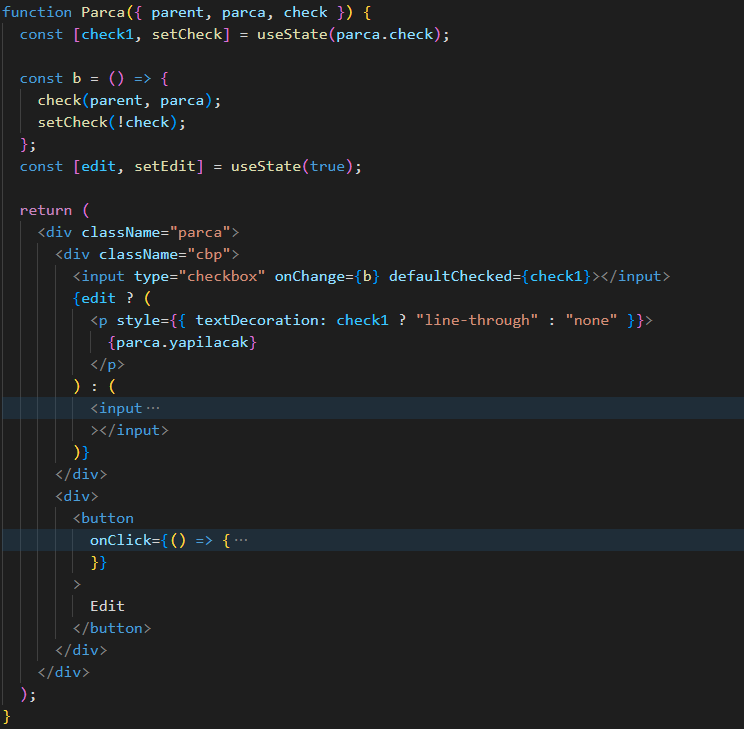 function Parca({ parent, parca, check }) {
  const [check1, setCheck] = useState(parca.check);

  const b = () => {
    check(parent, parca);
    setCheck(!check);
  };
  const [edit, setEdit] = useState(true);

  return (
    <div className="parca">
      <div className="cbp">
        <input type="checkbox" onChange={b} defaultChecked={check1}></input>
        {edit ? (
          <p style={{ textDecoration: check1 ? "line-through" : "none" }}>
            {parca.yapilacak}
          </p>
        ) : (
          <input ···
          ></input>
        )}
      </div>
      <div>
        <button
          onClick={() => { ···
          }}
        >
          Edit
        </button>
      </div>
    </div>
  );
}